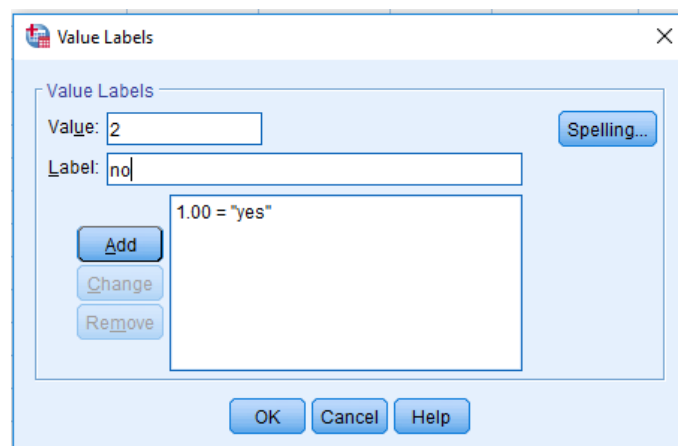 Value Labels
Value Labels
Value: 2
Spelling...
Label: no
1.00 = "yes"
Add
Change
Remove
OK Cancel Help